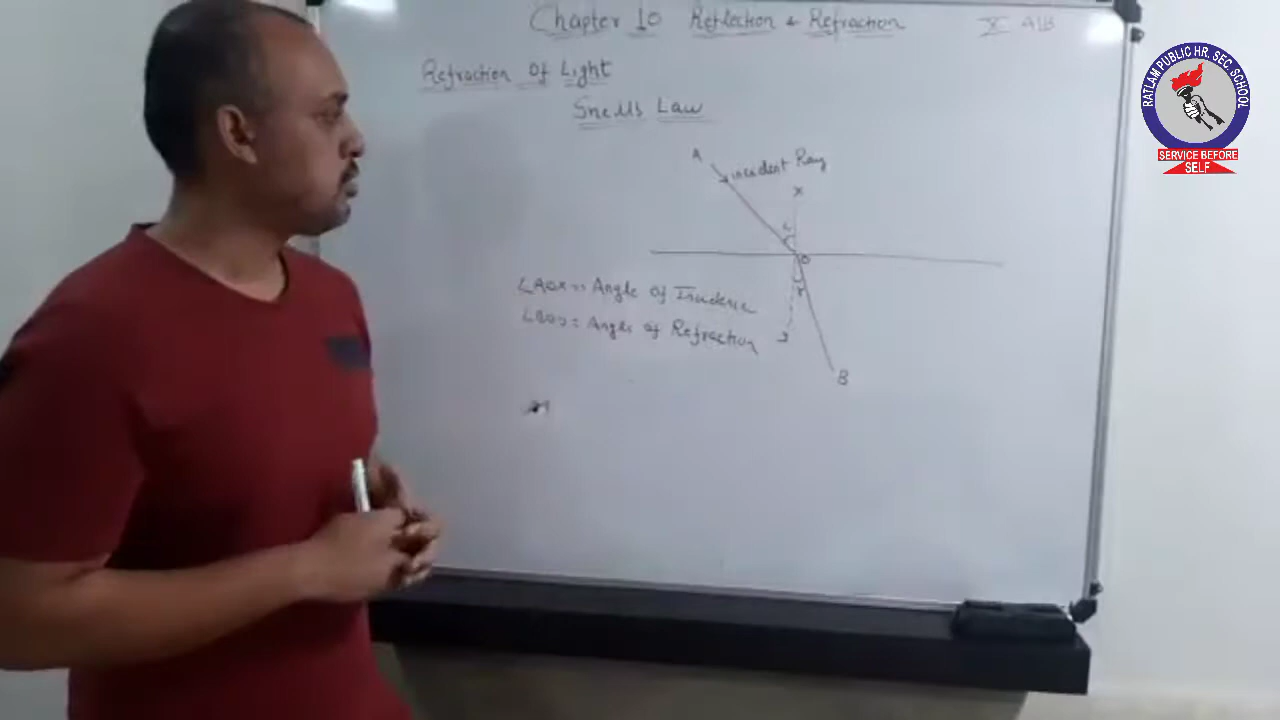 Chapter 10 Reflection & Refraction X A1B
Refraction Of Light
Snells Law
A
incident Ray
X
i
O
r
∠AOX = Angle of Incidence
∠BOY = Angle of Refraction
Y
B
RATLAM PUBLIC HR. SEC. SCHOOL
SERVICE BEFORE
SELF